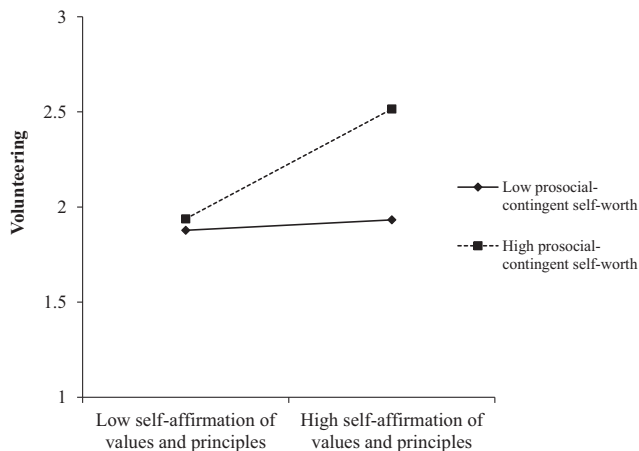 3
2.5
2
1.5
1
Volunteering
Low self-affirmation of
values and principles
High self-affirmation of
values and principles
Low prosocial-
contingent self-worth
High prosocial-
contingent self-worth